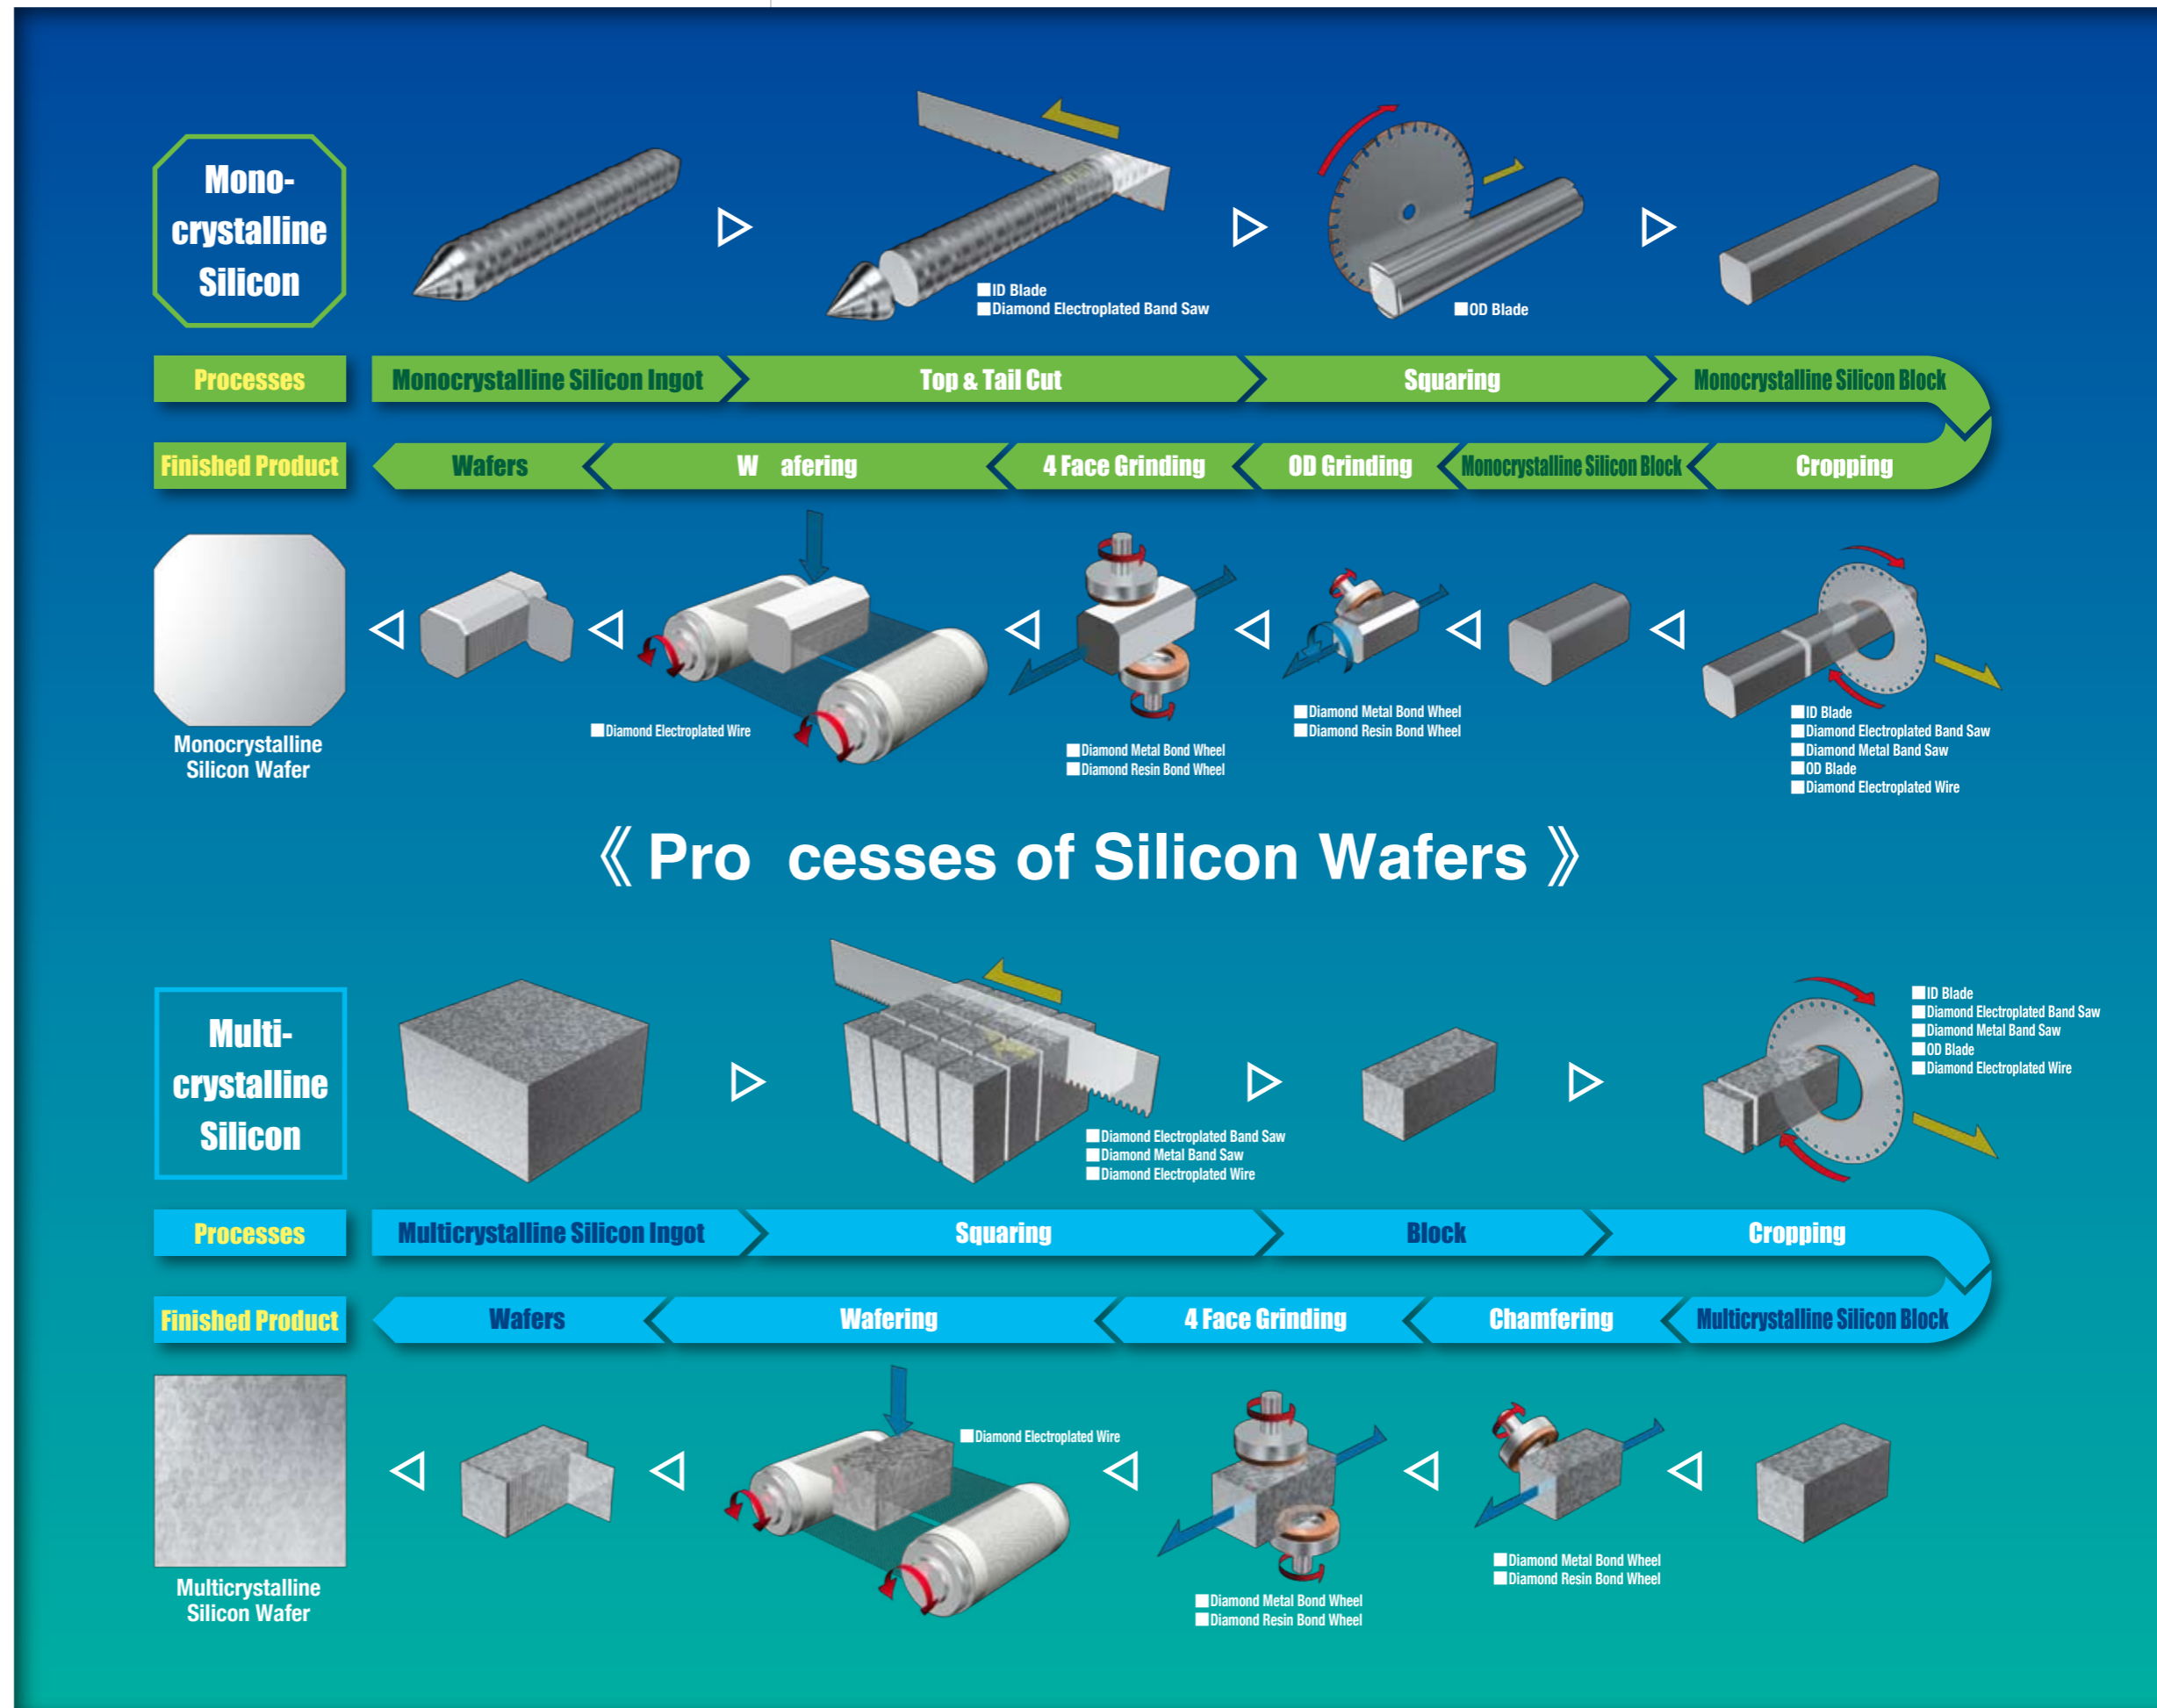 Mono-
crystalline
Silicon
■ID Blade
■Diamond Electroplated Band Saw
■OD Blade
Processes
Monocrystalline Silicon Ingot
Top & Tail Cut
Squaring
Monocrystalline Silicon Block
Finished Product
Wafers
W afering
4 Face Grinding
OD Grinding
Monocrystalline Silicon Block
Cropping
Monocrystalline
Silicon Wafer
■Diamond Electroplated Wire
■Diamond Metal Bond Wheel
■Diamond Resin Bond Wheel
■Diamond Metal Bond Wheel
■Diamond Resin Bond Wheel
■ID Blade
■Diamond Electroplated Band Saw
■Diamond Metal Band Saw
■OD Blade
■Diamond Electroplated Wire
《 Pro cesses of Silicon Wafers 》
Multi-
crystalline
Silicon
■Diamond Electroplated Band Saw
■Diamond Metal Band Saw
■Diamond Electroplated Wire
■ID Blade
■Diamond Electroplated Band Saw
■Diamond Metal Band Saw
■OD Blade
■Diamond Electroplated Wire
Processes
Multicrystalline Silicon Ingot
Squaring
Block
Cropping
Finished Product
Wafers
Wafering
4 Face Grinding
Chamfering
Multicrystalline Silicon Block
Multicrystalline
Silicon Wafer
■Diamond Electroplated Wire
■Diamond Metal Bond Wheel
■Diamond Resin Bond Wheel
■Diamond Metal Bond Wheel
■Diamond Resin Bond Wheel